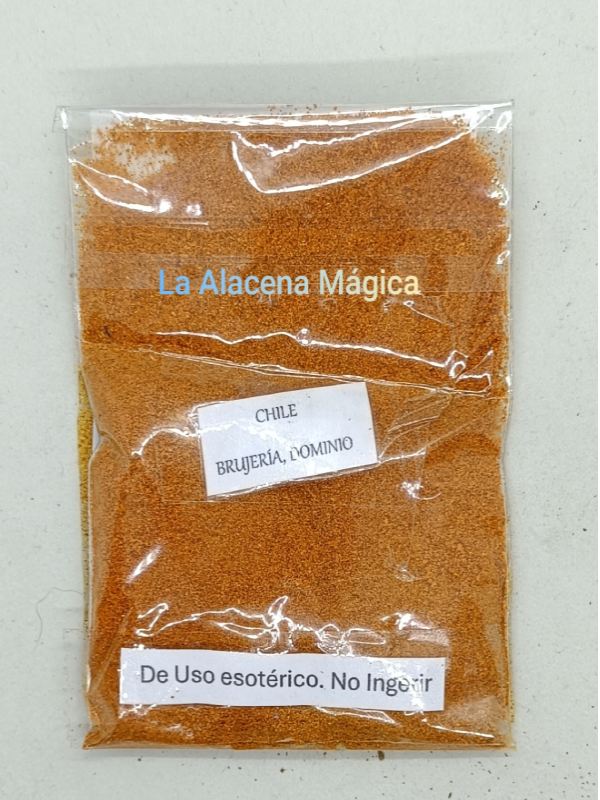 La Alacena Mágica
CHILE
BRUJERÍA, DOMINIO
De Uso esotérico. No Ingerir